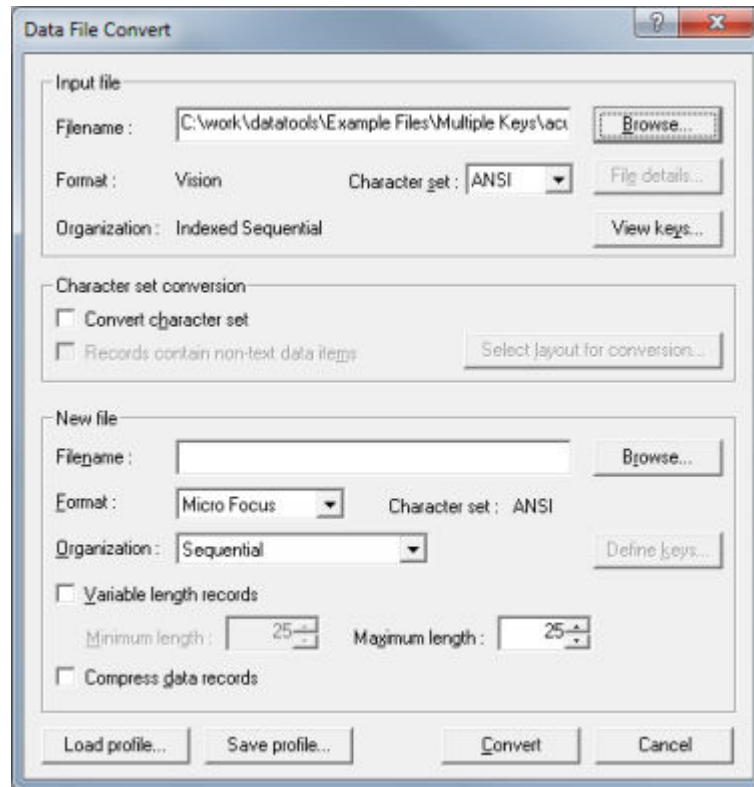 Data File Convert
Input file
Filename : C:\work\datatools\Example Files\Multiple Keys\acu Browse...
Format : Vision Character set : ANSI File details...
Organization : Indexed Sequential View keys...
Character set conversion
Convert character set
Records contain non-text data items Select layout for conversion...
New file
Filename : Browse...
Format : Micro Focus Character set : ANSI
Organization : Sequential Define keys...
Variable length records
Minimum length : 25 Maximum length : 25
Compress data records
Load profile... Save profile... Convert Cancel